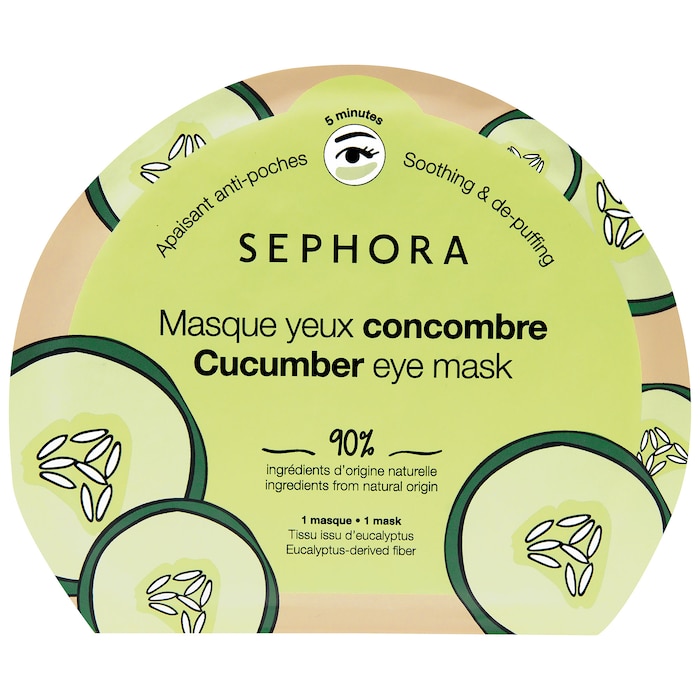 5 minutes
Apaisant anti-poches
Soothing & de-puffing
SEPHORA
Masque yeux concombre
Cucumber eye mask
90%
ingrédients d'origine naturelle
ingredients from natural origin
1 masque • 1 mask
Tissu issu d'eucalyptus
Eucalyptus-derived fiber